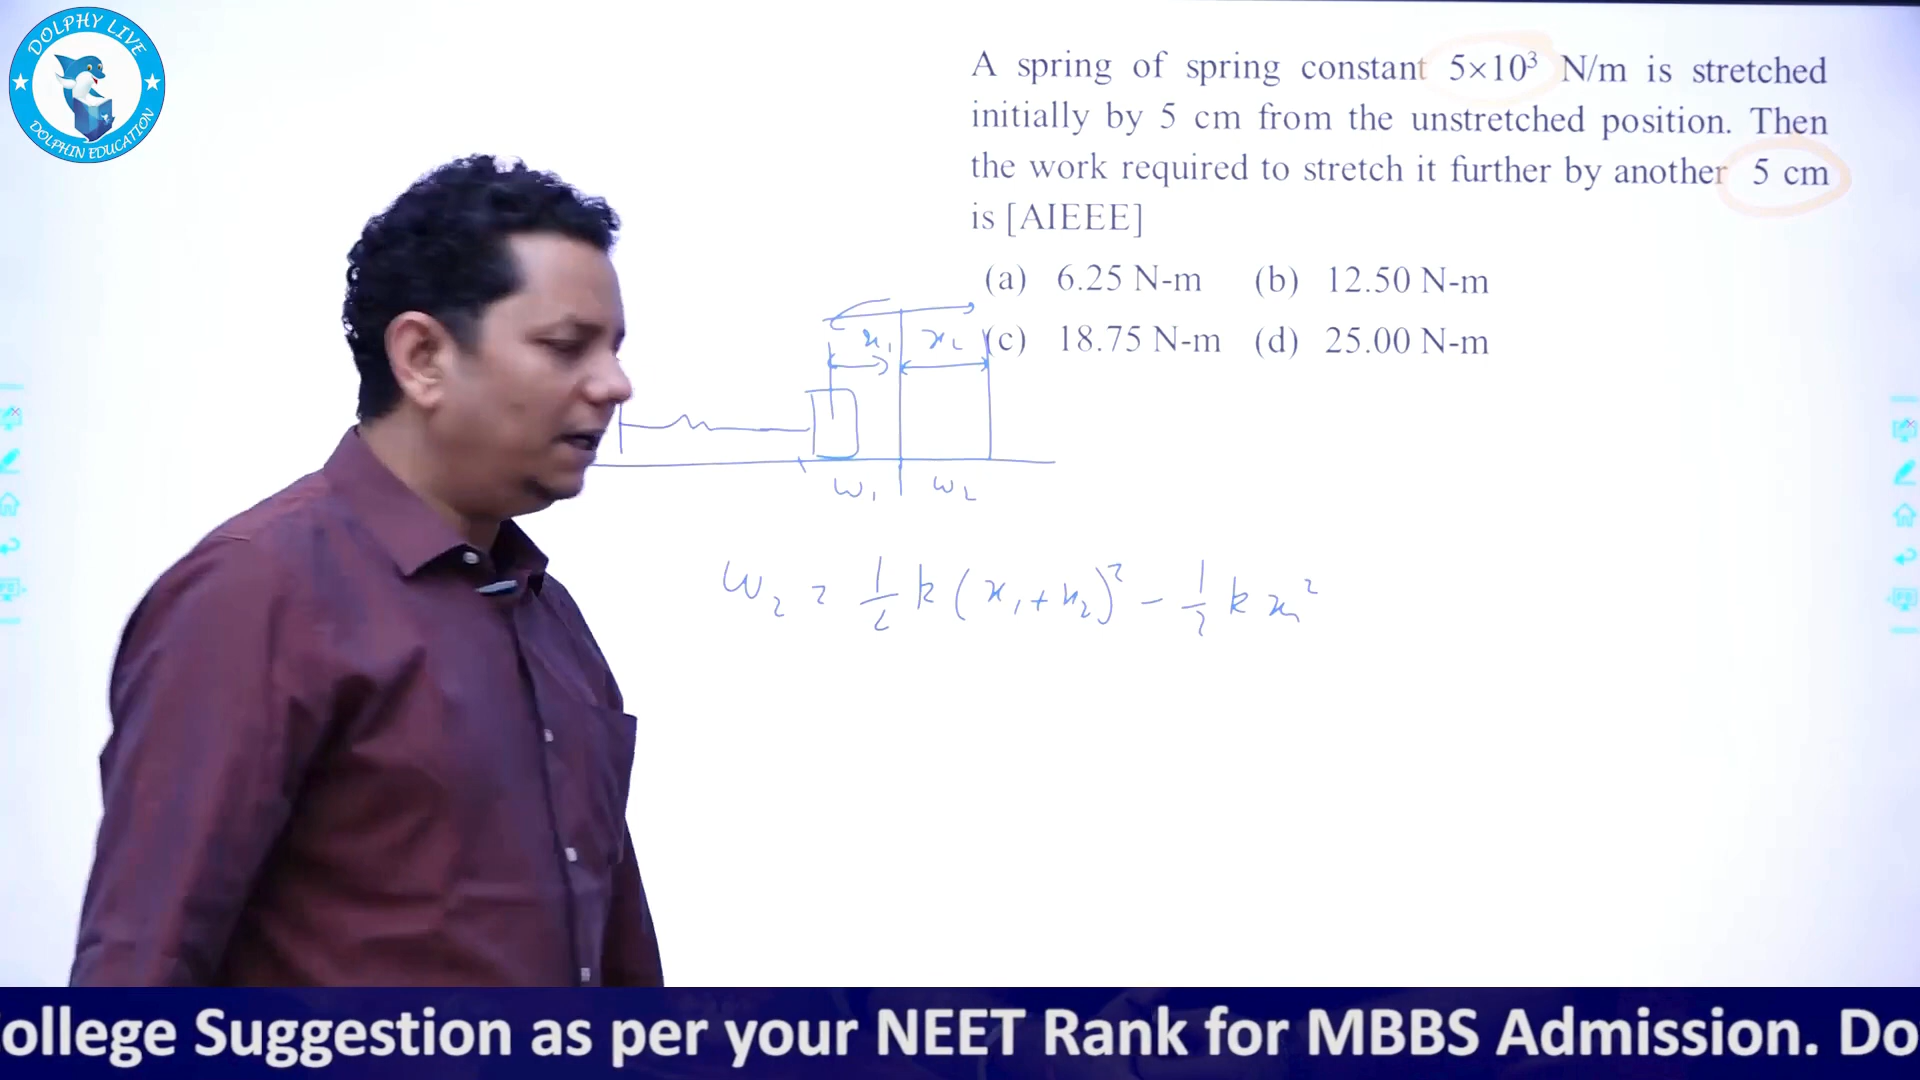 DOLPHY LIVE
DOLPHIN EDUCATION
A spring of spring constant 5×10³ N/m is stretched
initially by 5 cm from the unstretched position. Then
the work required to stretch it further by another 5 cm
is [AIEEE]
(a) 6.25 N-m (b) 12.50 N-m
(c) 18.75 N-m (d) 25.00 N-m
x₁ x₂
W₁ W₂
W₂ = ½ k (x₁ + x₂)² - ½ k x₁²
ollege Suggestion as per your NEET Rank for MBBS Admission. Do